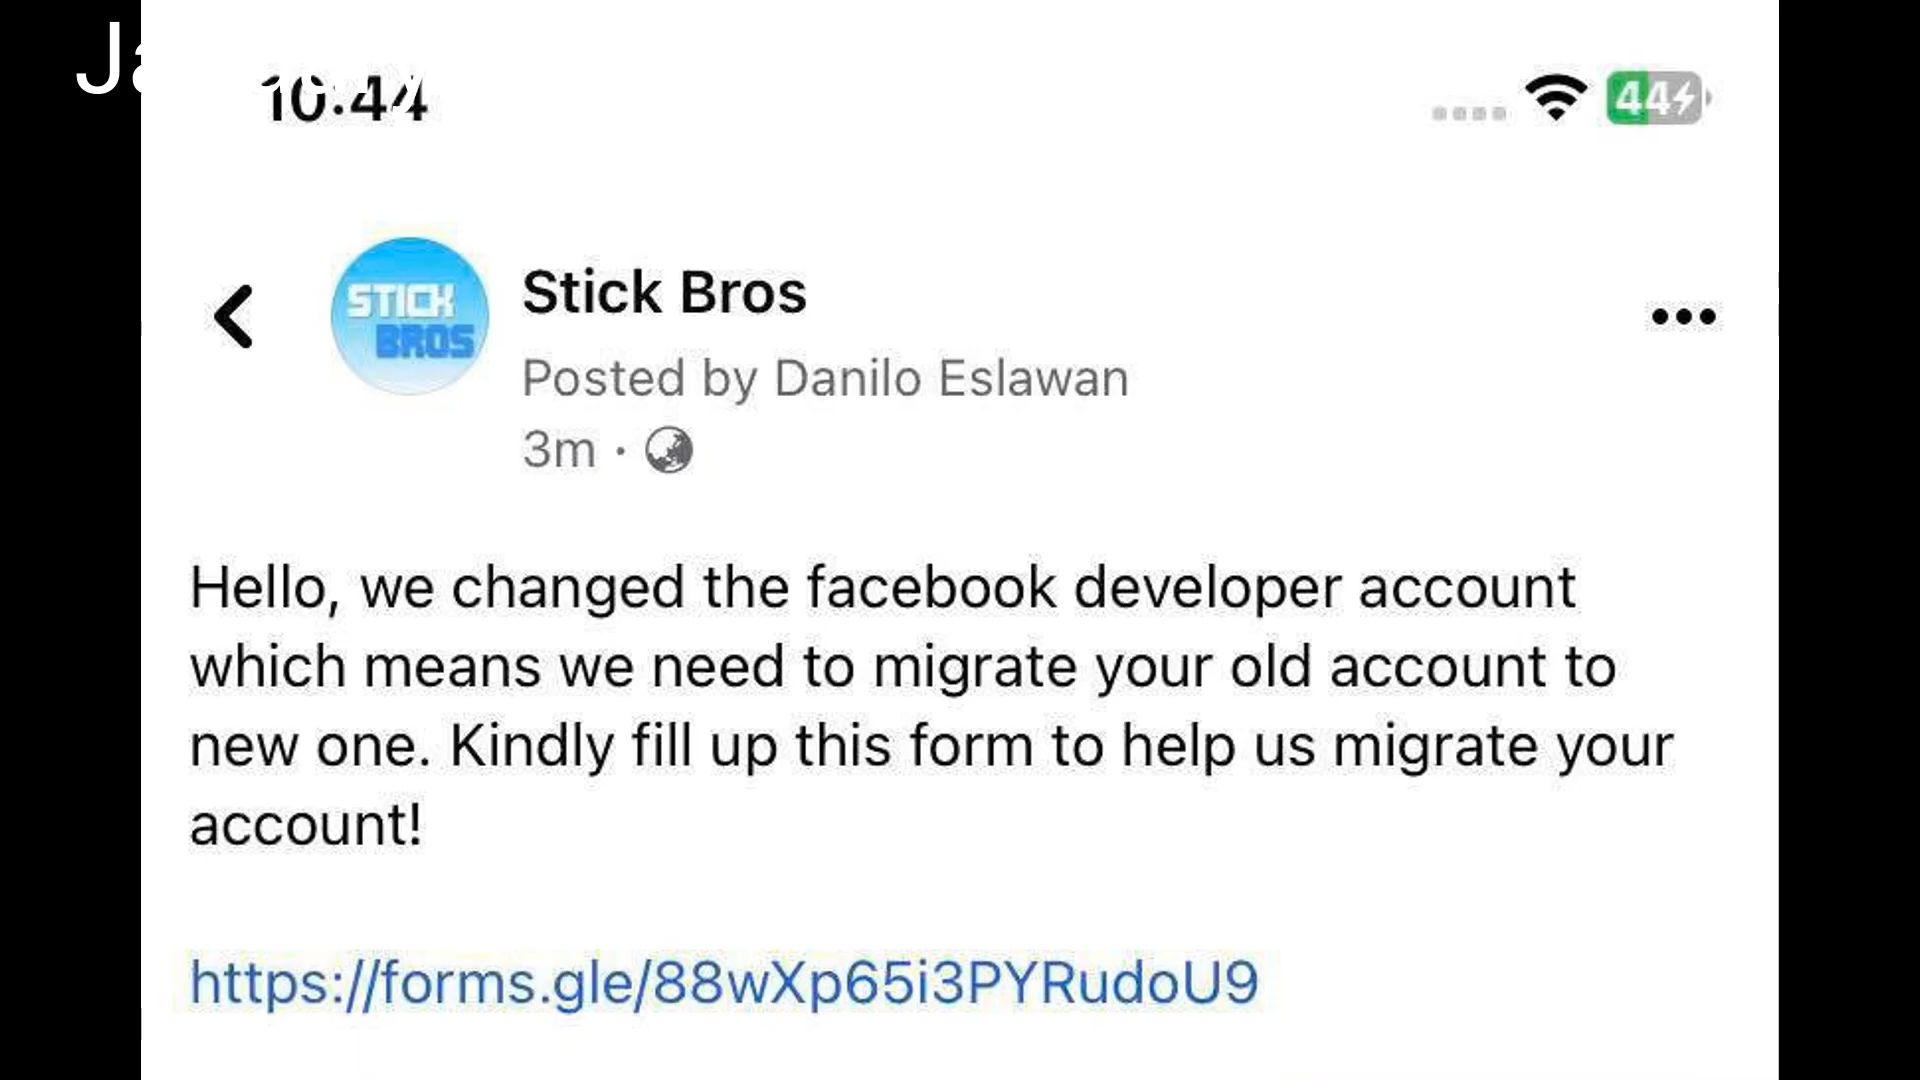 10:44
44
STICK
BROS
Stick Bros
Posted by Danilo Eslawan
3m ·
Hello, we changed the facebook developer account
which means we need to migrate your old account to
new one. Kindly fill up this form to help us migrate your
account!
https://forms.gle/88wXp65i3PYRudoU9